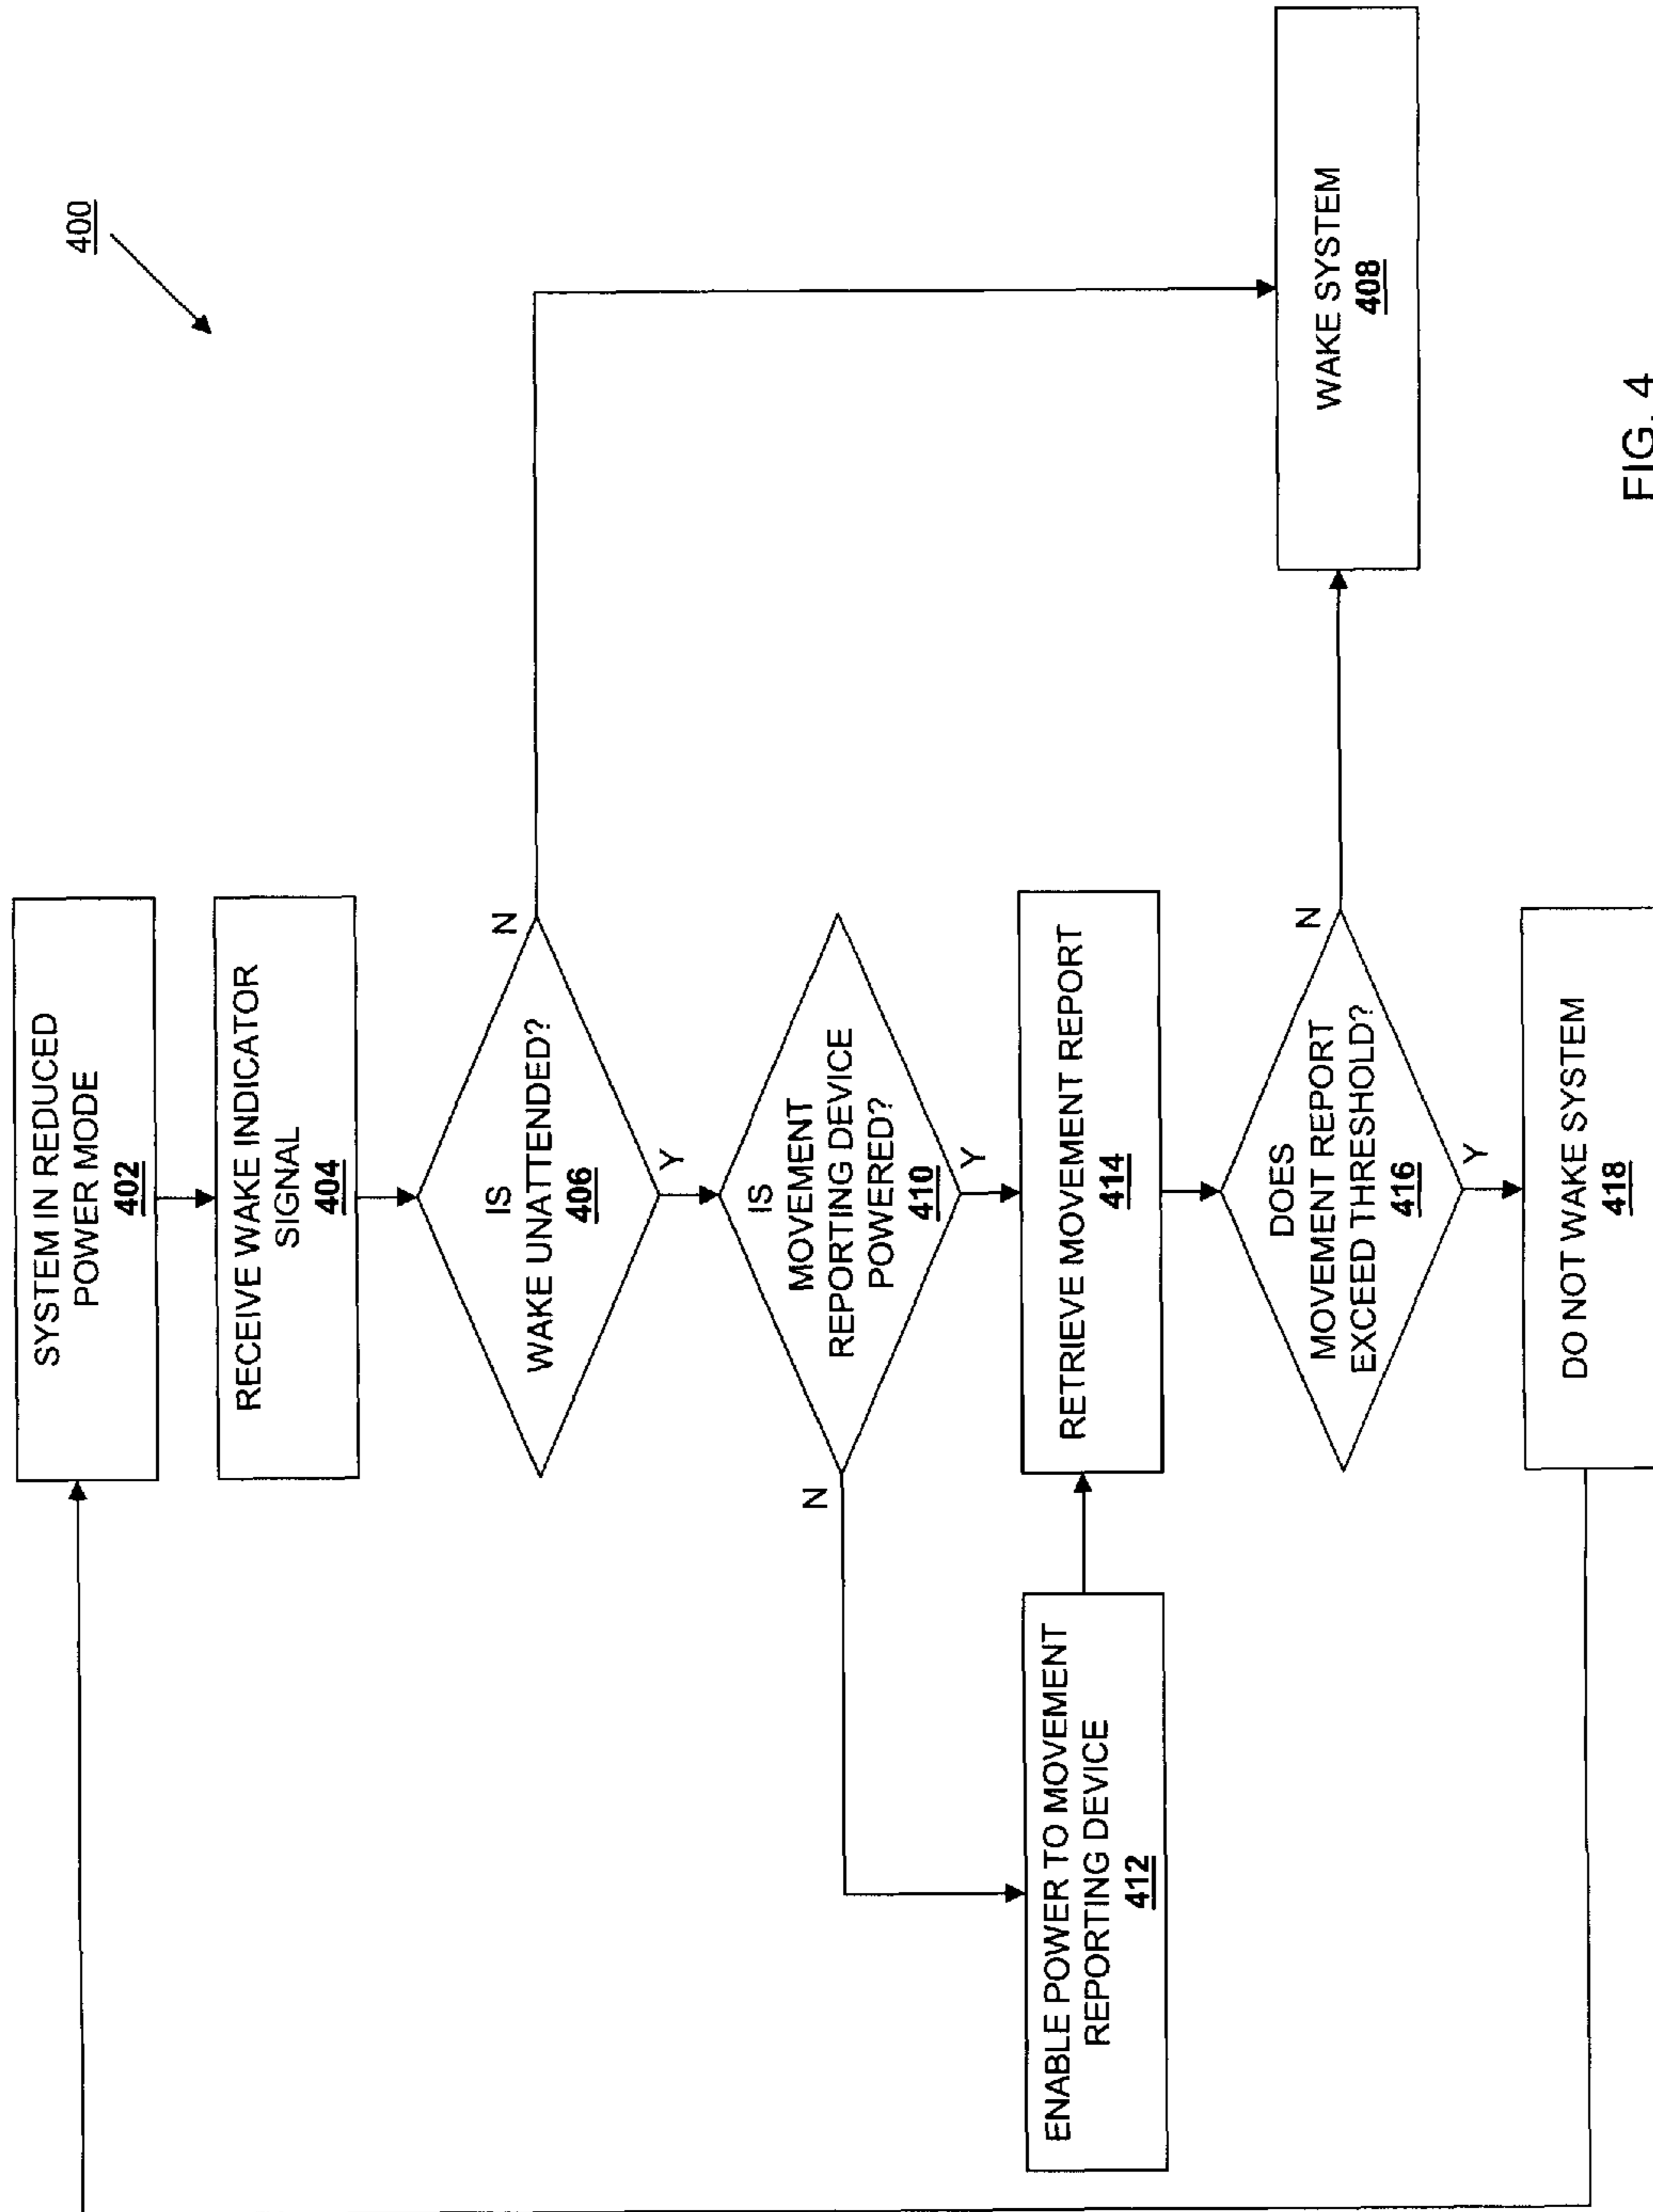 400
SYSTEM IN REDUCED
POWER MODE
402
RECEIVE WAKE INDICATOR
SIGNAL
404
IS
WAKE UNATTENDED?
406
N
Y
IS
MOVEMENT
REPORTING DEVICE
POWERED?
410
N
Y
ENABLE POWER TO MOVEMENT
REPORTING DEVICE
412
RETRIEVE MOVEMENT REPORT
414
DOES
MOVEMENT REPORT
EXCEED THRESHOLD?
416
N
Y
WAKE SYSTEM
408
DO NOT WAKE SYSTEM
418
FIG. 4